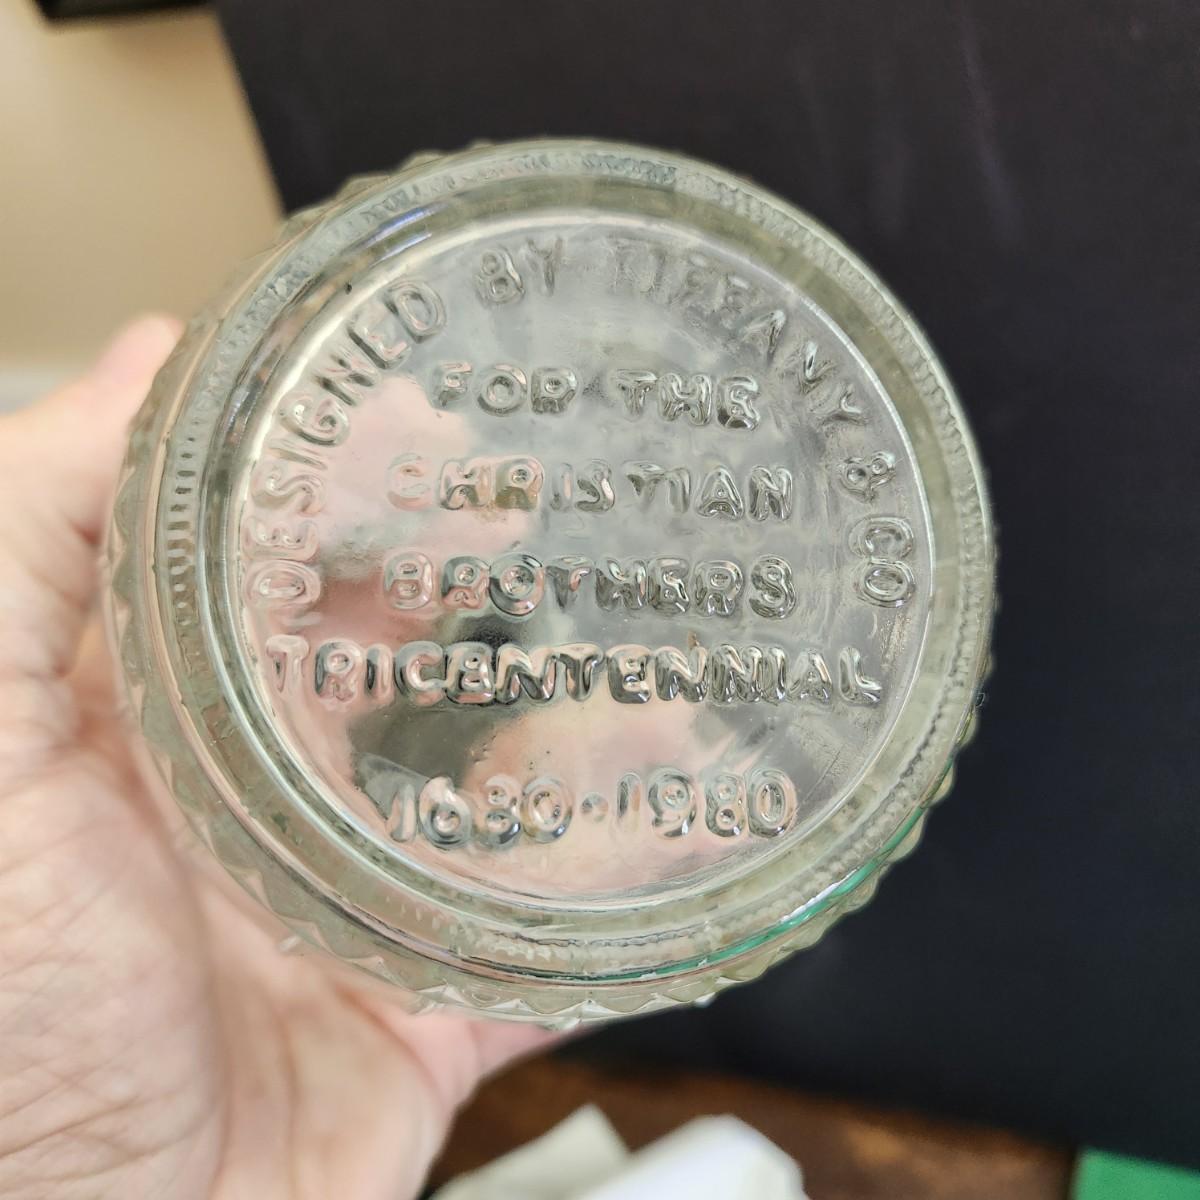 DESIGNED BY TIFFANY & CO
FOR THE
CHRISTIAN
BROTHERS
TRICENTENNIAL
1680•1980